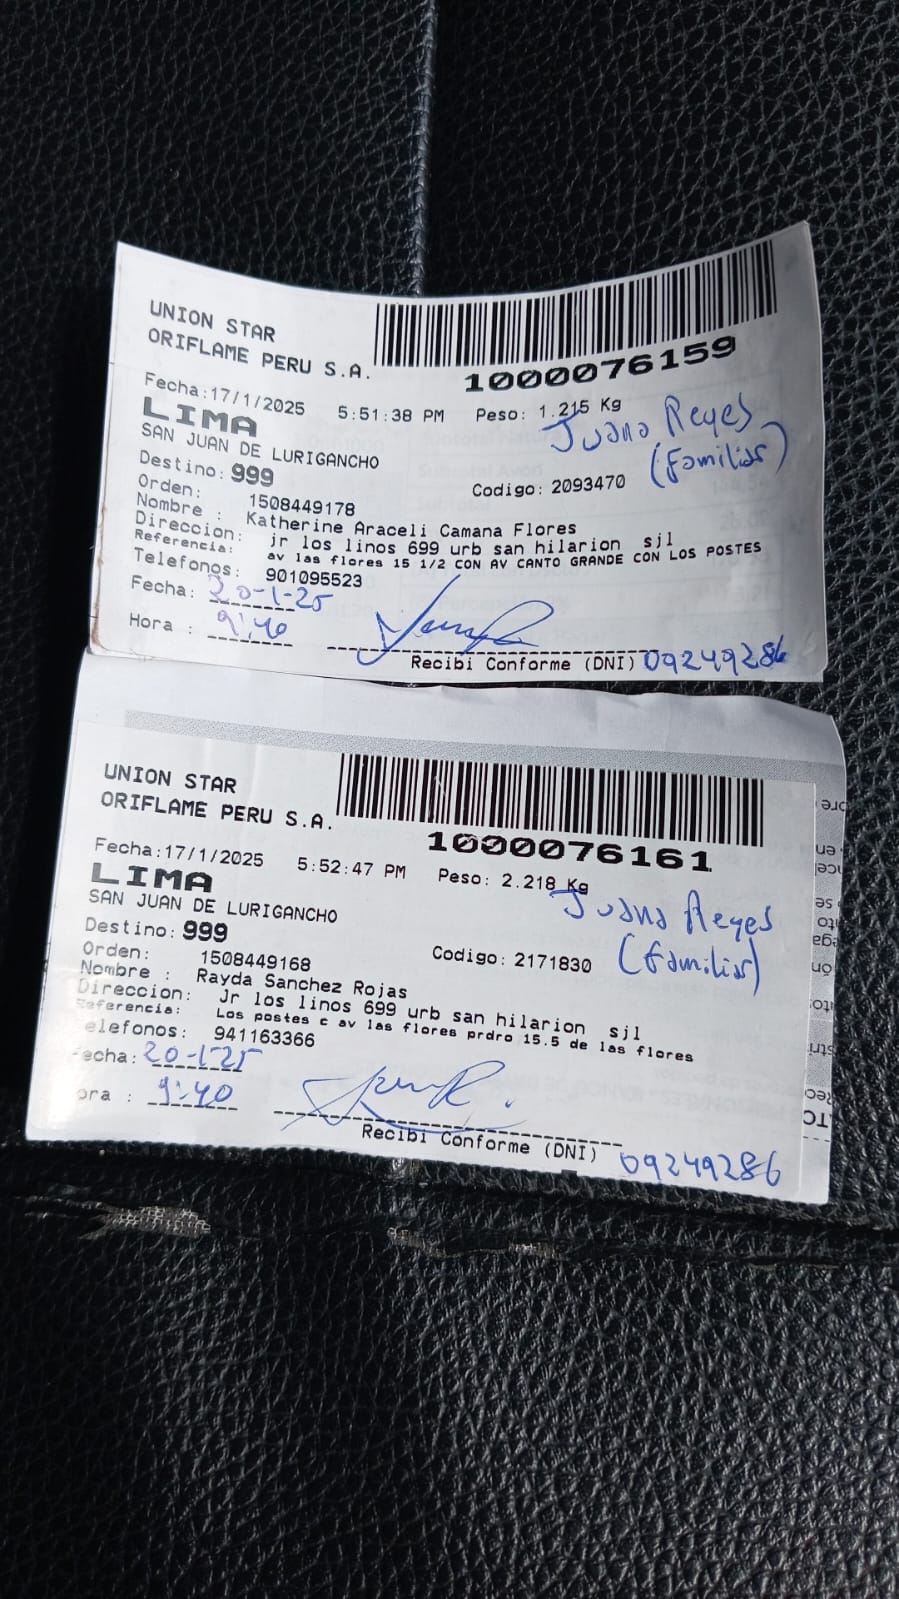 UNION STAR
ORIFLAME PERU S.A.
1000076159
Fecha:17/1/2025 5:51:38 PM Peso: 1.215 Kg
LIMA
Juana Reyes
SAN JUAN DE LURIGANCHO
(Familiar)
Destino: 999
Codigo: 2093470
Orden: 1508449178
Nombre : Katherine Araceli Camana Flores
Direccion: jr los linos 699 urb san hilarion sjl
Referencia: av las flores 15 1/2 CON AV CANTO GRANDE CON LOS POSTES
Telefonos: 901095523
Fecha: 20-1-25
Hora : 9:40
Recibi Conforme (DNI) 09249286
UNION STAR
ORIFLAME PERU S.A.
1000076161
Fecha:17/1/2025 5:52:47 PM Peso: 2.218 Kg
LIMA
Juana Reyes
SAN JUAN DE LURIGANCHO
(familiar)
Destino: 999
Codigo: 2171830
Orden: 1508449168
Nombre : Rayda Sanchez Rojas
Direccion: Jr los linos 699 urb san hilarion sjl
Referencia: Los postes c av las flores prdro 15.5 de las flores
elefonos: 941163366
echa: 20-1-25
ora : 9:40
Recibi Conforme (DNI) 09249286